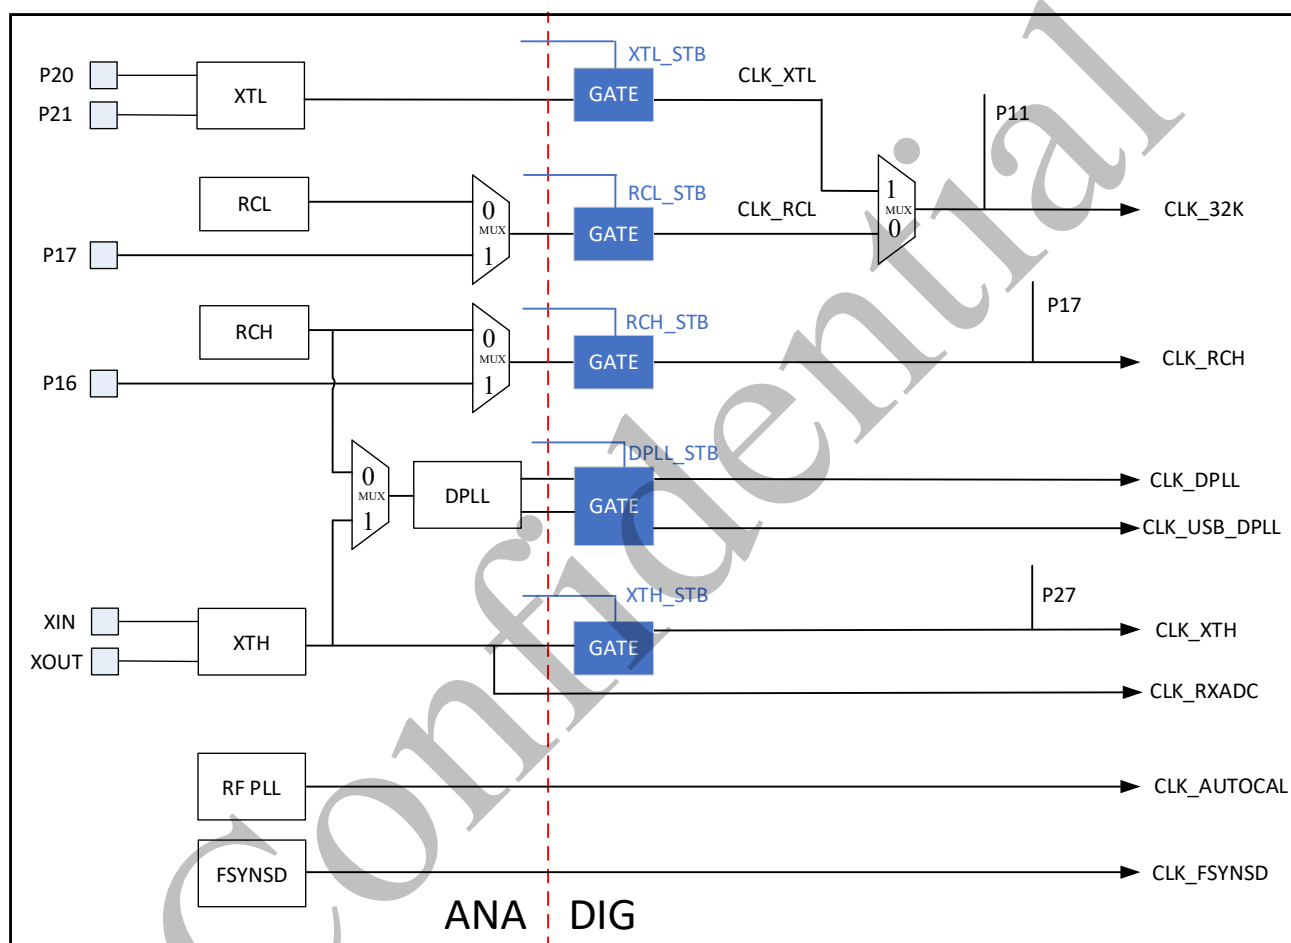 XTL_STB
P20
XTL
GATE
CLK_XTL
P21
P11
RCL_STB
RCL
0
MUX
1
CLK_RCL
1
MUX
0
CLK_32K
GATE
P17
RCH_STB
P17
RCH
0
MUX
1
GATE
CLK_RCH
P16
DPLL_STB
0
MUX
1
DPLL
GATE
CLK_DPLL
CLK_USB_DPLL
XTH_STB
P27
XIN
XTH
GATE
CLK_XTH
XOUT
CLK_RXADC
RF PLL
CLK_AUTOCAL
FSYNSD
CLK_FSYNSD
ANA
DIG
Confidential